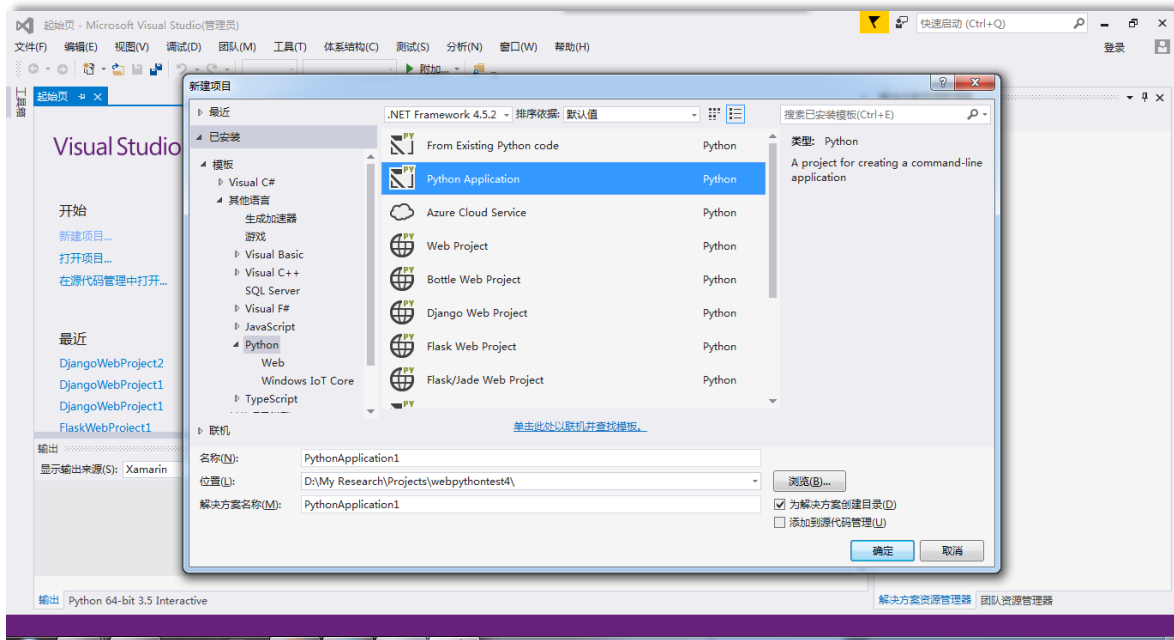 起始页 - Microsoft Visual Studio(管理员)
快速启动 (Ctrl+Q)
文件(F) 编辑(E) 视图(V) 调试(D) 团队(M) 工具(T) 体系结构(C) 测试(S) 分析(N) 窗口(W) 帮助(H)
登录
附加...
工具箱
起始页
Visual Studio
开始
新建项目...
打开项目...
在源代码管理中打开...
最近
DjangoWebProject2
DjangoWebProject1
DjangoWebProject1
FlaskWebProject1
输出
显示输出来源(S): Xamarin
新建项目
最近
.NET Framework 4.5.2 排序依据: 默认值
搜索已安装模板(Ctrl+E)
已安装
模板
Visual C#
其他语言
生成加速器
游戏
Visual Basic
Visual C++
SQL Server
Visual F#
JavaScript
Python
Web
Windows IoT Core
TypeScript
联机
From Existing Python code Python
Python Application Python
Azure Cloud Service Python
Web Project Python
Bottle Web Project Python
Django Web Project Python
Flask Web Project Python
Flask/Jade Web Project Python
单击此处以联机并查找模板。
类型: Python
A project for creating a command-line
application
名称(N): PythonApplication1
位置(L): D:\My Research\Projects\webpythontest4\
浏览(B)...
解决方案名称(M): PythonApplication1
为解决方案创建目录(D)
添加到源代码管理(U)
确定 取消
输出 Python 64-bit 3.5 Interactive
解决方案资源管理器 团队资源管理器